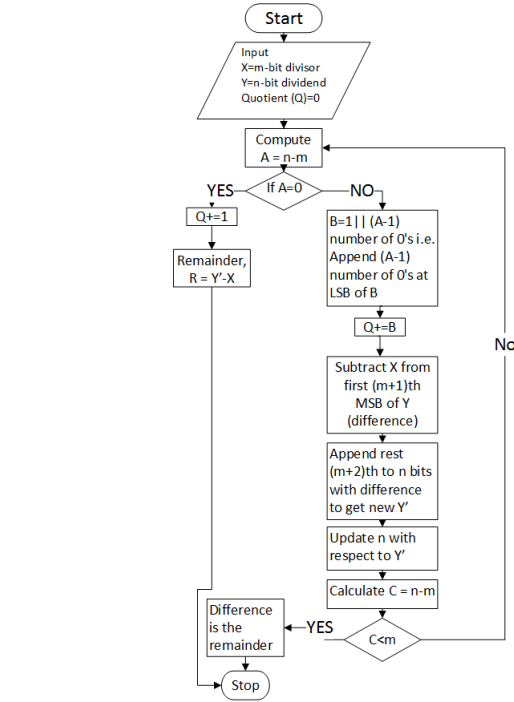 Start
Input
X=m-bit divisor
Y=n-bit dividend
Quotient (Q)=0
Compute
A = n-m
If A=0
YES
NO
Q+=1
Remainder,
R = Y'-X
B=1|| (A-1)
number of 0's i.e.
Append (A-1)
number of 0's at
LSB of B
Q+=B
No
Subtract X from
first (m+1)th
MSB of Y
(difference)
Append rest
(m+2)th to n bits
with difference
to get new Y'
Update n with
respect to Y'
Calculate C = n-m
C<m
YES
Difference
is the
remainder
Stop